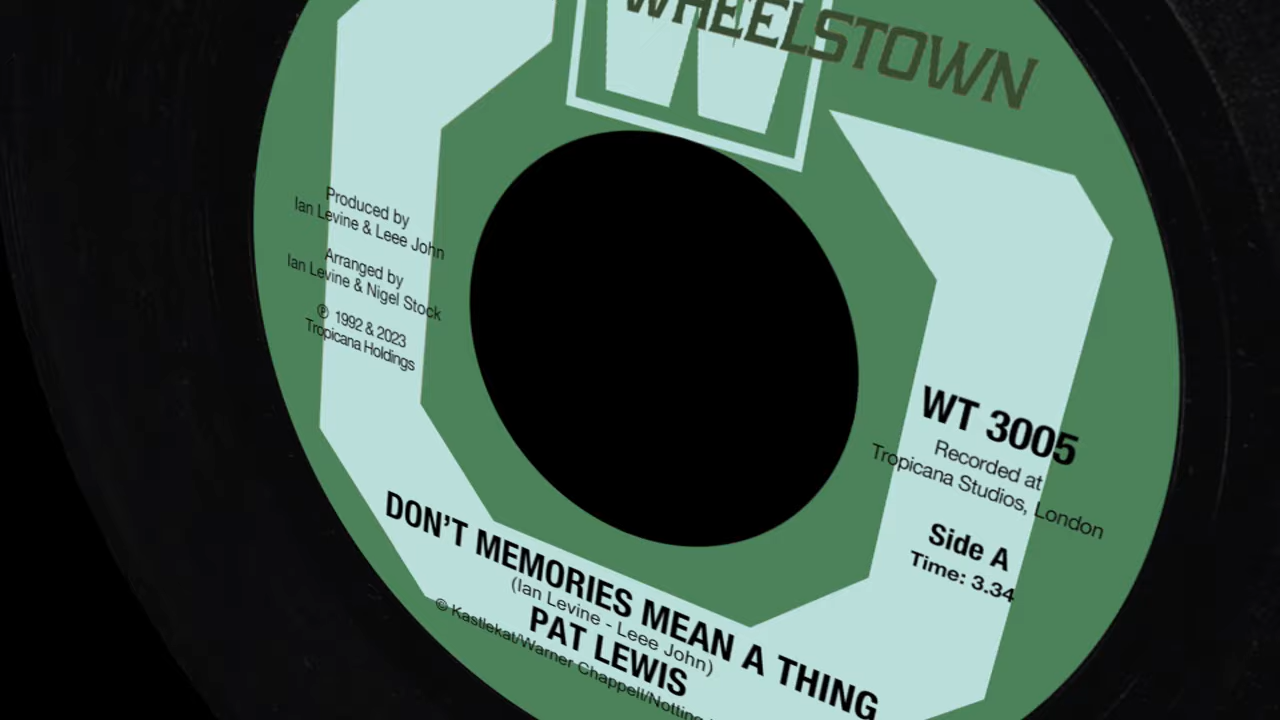 WHEELSTOWN
Produced by
Ian Levine & Leee John
Arranged by
Ian Levine & Nigel Stock
℗ 1992 & 2023
Tropicana Holdings
WT 3005
Recorded at
Tropicana Studios, London
Side A
Time: 3.34
DON'T MEMORIES MEAN A THING
(Ian Levine - Leee John)
PAT LEWIS
© Kastlekat/Warner Chappell/Notting